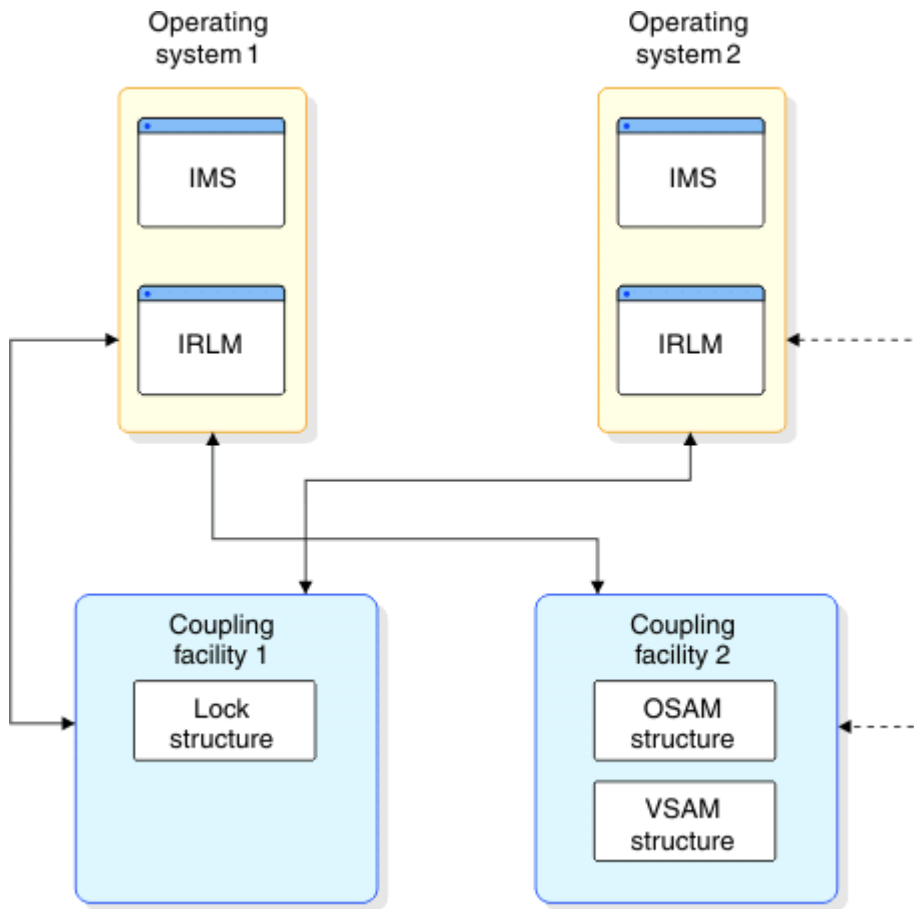 Operating
system 1
Operating
system 2
IMS
IMS
IRLM
IRLM
Coupling
facility 1
Lock
structure
Coupling
facility 2
OSAM
structure
VSAM
structure